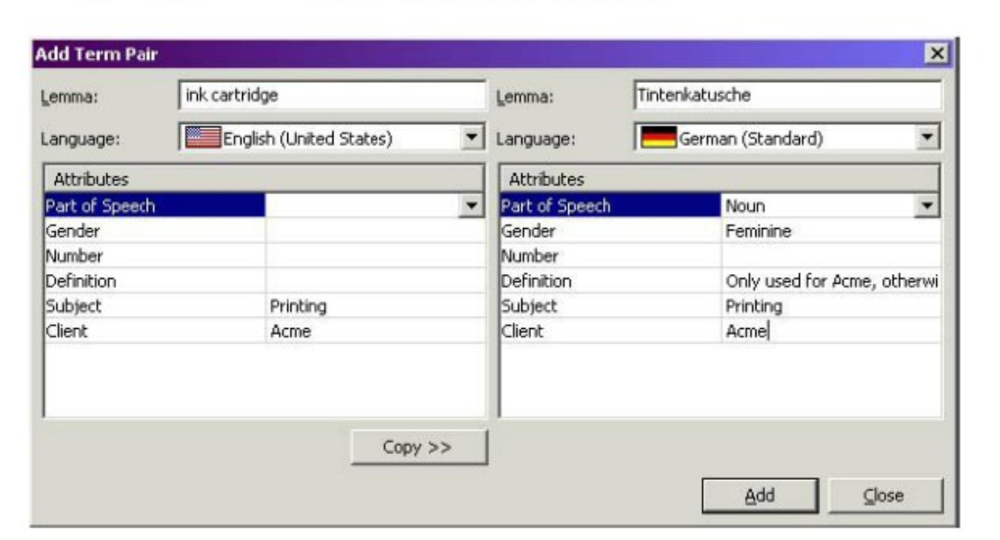 Add Term Pair
Lemma: ink cartridge Lemma: Tintenkatusche
Language: English (United States) Language: German (Standard)
Attributes Attributes
Part of Speech Part of Speech Noun
Gender Gender Feminine
Number Number
Definition Definition Only used for Acme, otherwi
Subject Printing Subject Printing
Client Acme Client Acme
Copy >>
Add Close